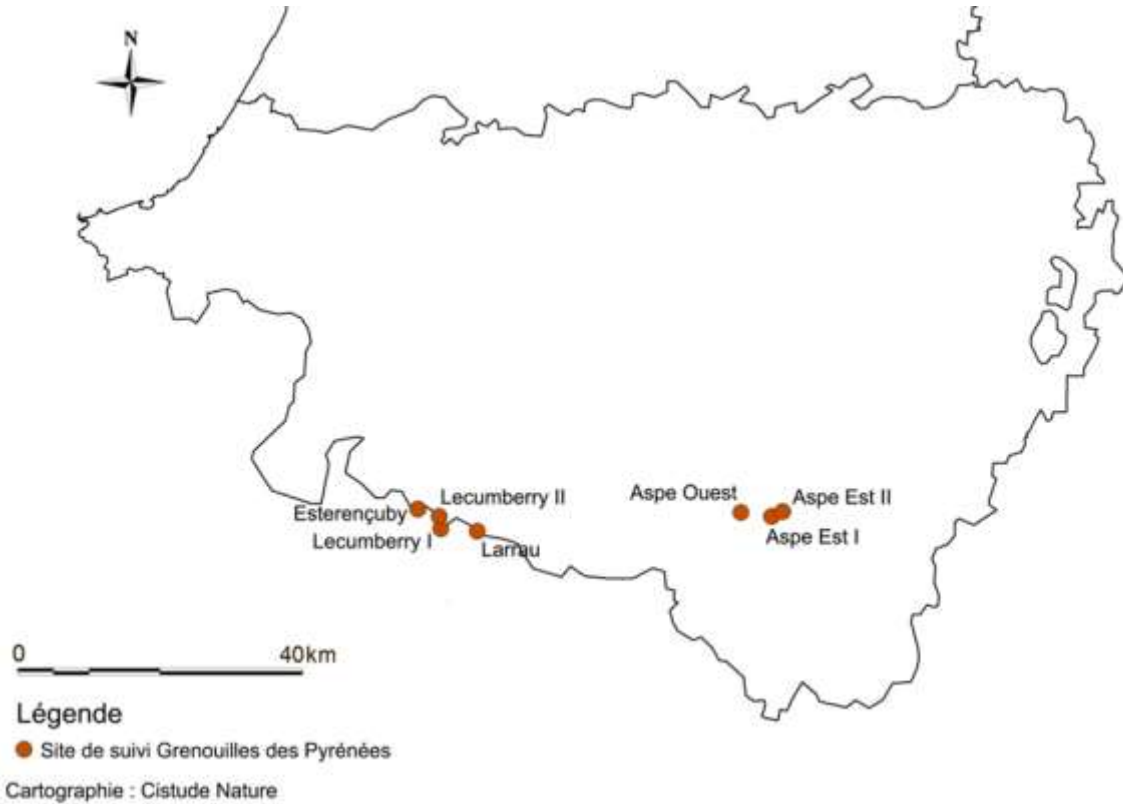 N
Aspe Ouest
Aspe Est II
Lecumberry II
Esterençuby
Aspe Est I
Lecumberry I
Larrau
0 40km
Légende
Site de suivi Grenouilles des Pyrénées
Cartographie : Cistude Nature